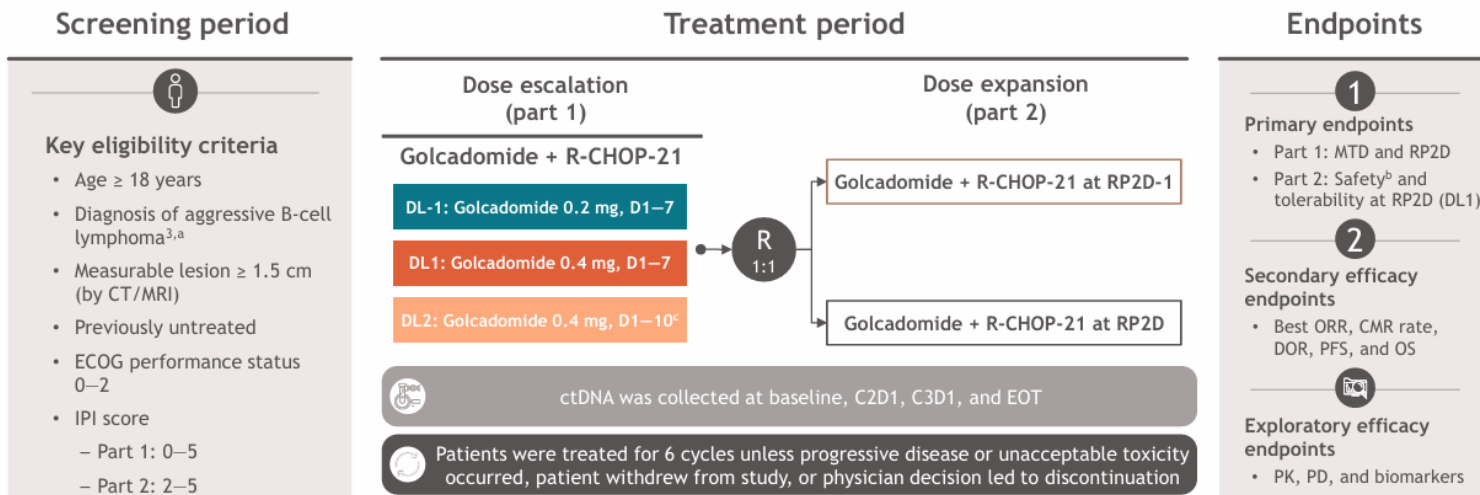 Screening period
Key eligibility criteria
• Age ≥ 18 years
• Diagnosis of aggressive B-cell
lymphoma3,a
• Measurable lesion ≥ 1.5 cm
(by CT/MRI)
• Previously untreated
• ECOG performance status
0–2
• IPI score
– Part 1: 0–5
– Part 2: 2–5
Treatment period
Dose escalation
(part 1)
Golcadomide + R-CHOP-21
DL-1: Golcadomide 0.2 mg, D1–7
DL1: Golcadomide 0.4 mg, D1–7
DL2: Golcadomide 0.4 mg, D1–10c
R
1:1
Dose expansion
(part 2)
Golcadomide + R-CHOP-21 at RP2D-1
Golcadomide + R-CHOP-21 at RP2D
ctDNA was collected at baseline, C2D1, C3D1, and EOT
Patients were treated for 6 cycles unless progressive disease or unacceptable toxicity
occurred, patient withdrew from study, or physician decision led to discontinuation
Endpoints
1
Primary endpoints
• Part 1: MTD and RP2D
• Part 2: Safetyb and
tolerability at RP2D (DL1)
2
Secondary efficacy
endpoints
• Best ORR, CMR rate,
DOR, PFS, and OS
Exploratory efficacy
endpoints
• PK, PD, and biomarkers